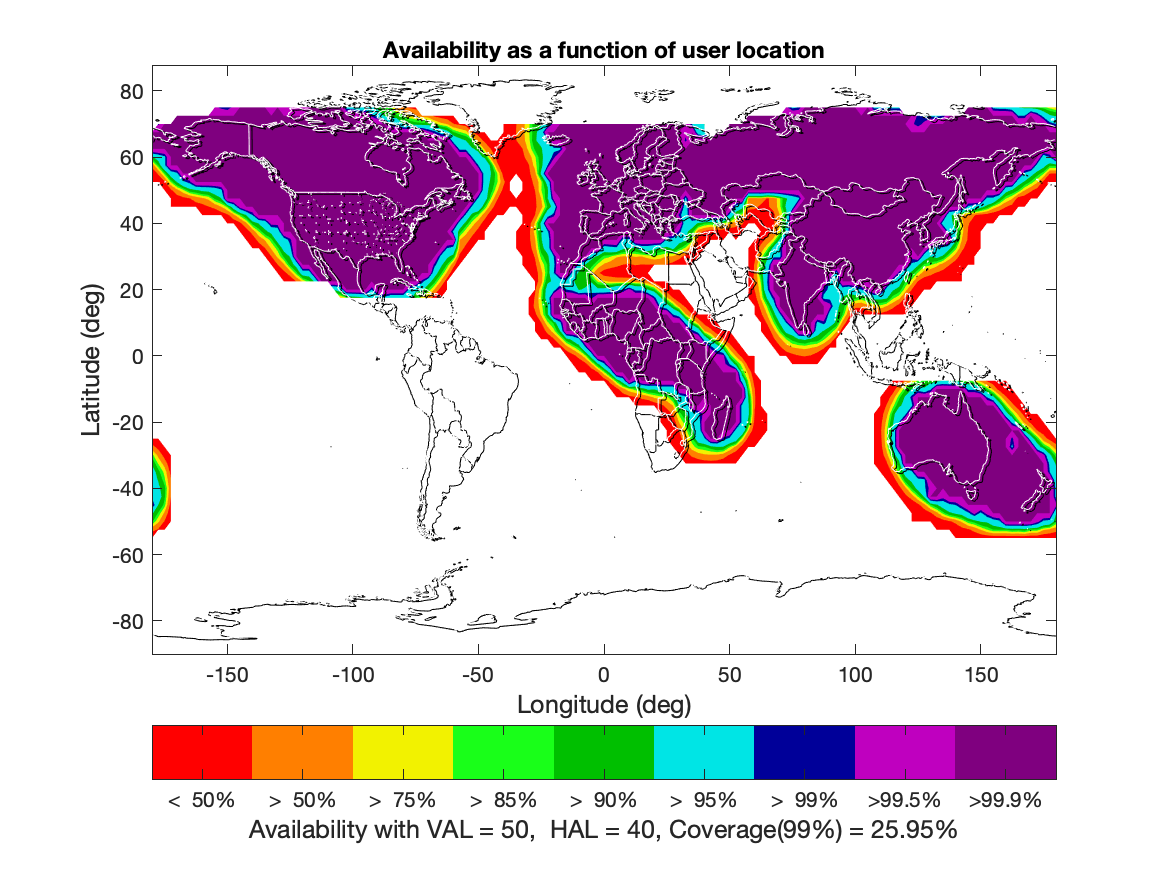 Availability as a function of user location
80
60
40
20
0
-20
-40
-60
-80
Latitude (deg)
-150 -100 -50 0 50 100 150
Longitude (deg)
< 50% > 50% > 75% > 85% > 90% > 95% > 99% >99.5% >99.9%
Availability with VAL = 50, HAL = 40, Coverage(99%) = 25.95%